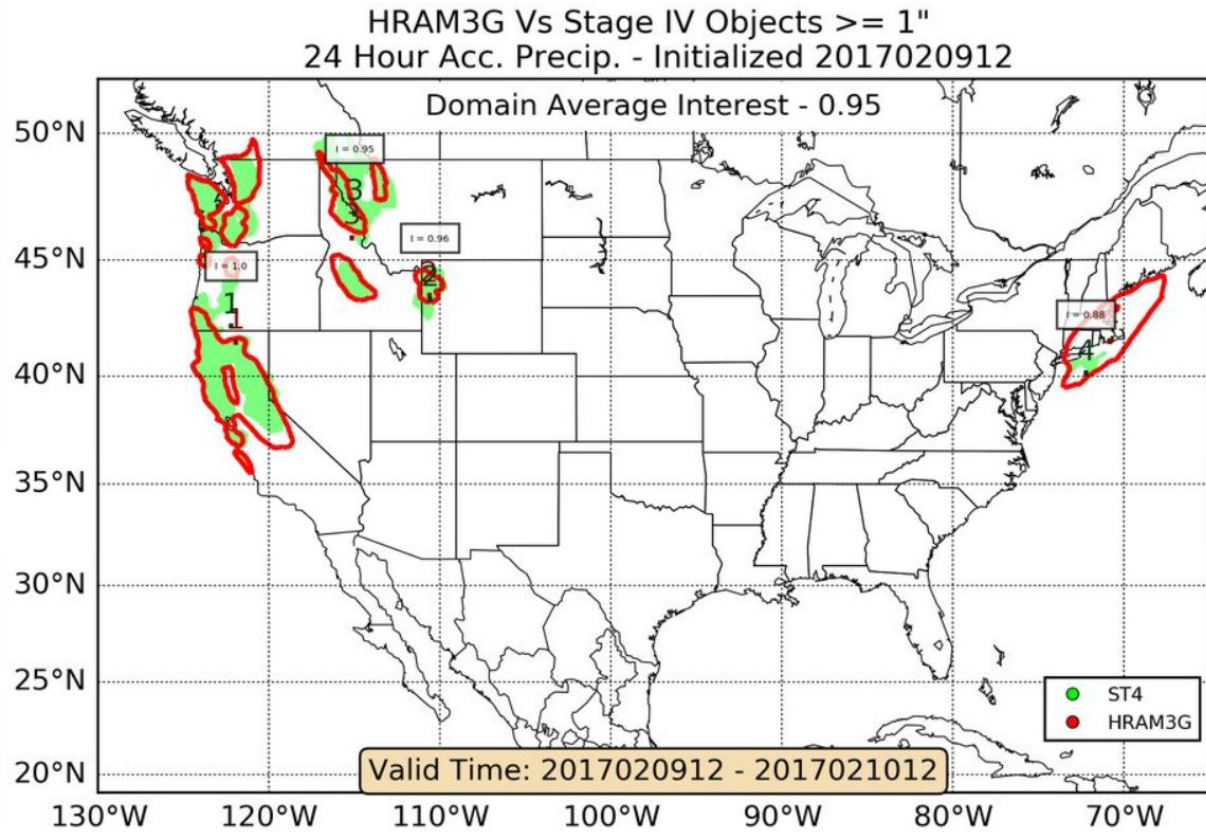 HRAM3G Vs Stage IV Objects >= 1"
24 Hour Acc. Precip. - Initialized 2017020912
Domain Average Interest - 0.95
50°N
I = 0.95
3
3
45°N
I = 0.96
I = 1.0
2
1
1
I = 0.88
4
40°N
35°N
30°N
25°N
ST4
HRAM3G
Valid Time: 2017020912 - 2017021012
20°N
130°W 120°W 110°W 100°W 90°W 80°W 70°W